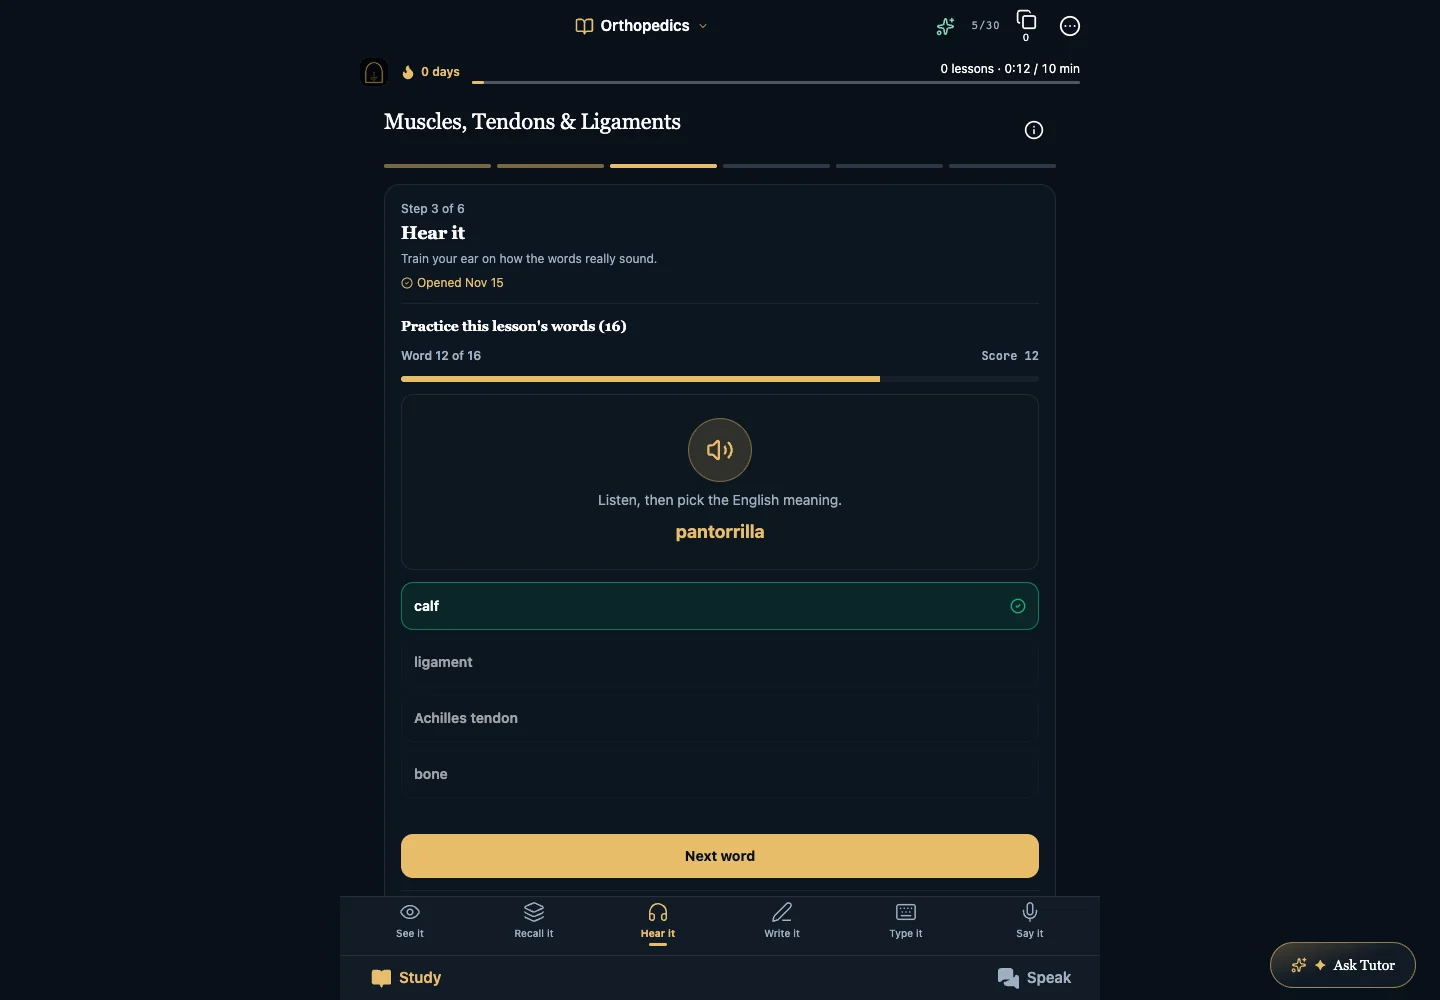 Orthopedics
5/30
0
0 days
0 lessons · 0:12 / 10 min
Muscles, Tendons & Ligaments
Step 3 of 6
Hear it
Train your ear on how the words really sound.
Opened Nov 15
Practice this lesson's words (16)
Word 12 of 16
Score 12
Listen, then pick the English meaning.
pantorrilla
calf
ligament
Achilles tendon
bone
Next word
See it
Recall it
Hear it
Write it
Type it
Say it
Study
Speak
Ask Tutor